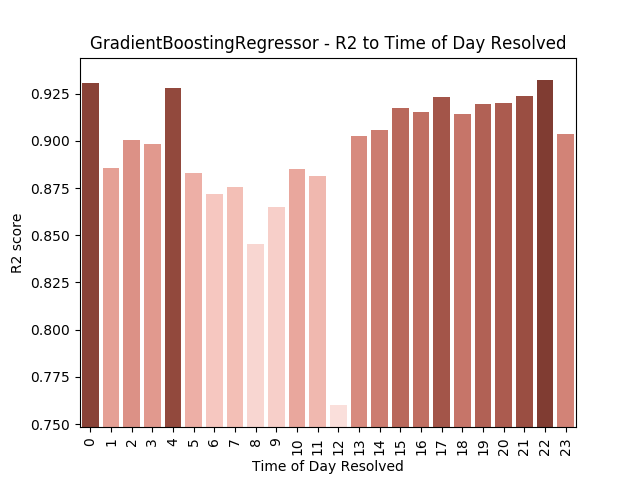 GradientBoostingRegressor - R2 to Time of Day Resolved
0.925
0.900
0.875
0.850
0.825
0.800
0.775
0.750
R2 score
0 1 2 3 4 5 6 7 8 9 10 11 12 13 14 15 16 17 18 19 20 21 22 23
Time of Day Resolved